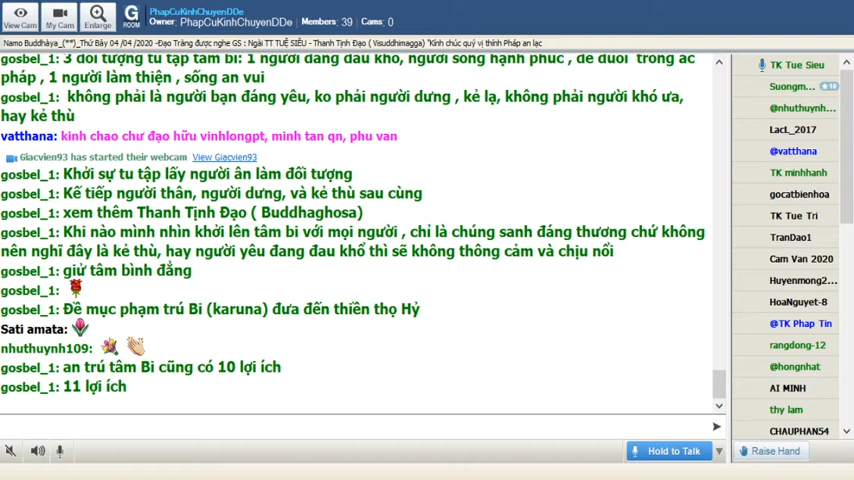 View Cam
My Cam
Enlarge
G
ROOM
PhapCuKinhChuyenDDe
Owner: PhapCuKinhChuyenDDe / Members: 39 / Cams: 0
Namo Buddhàya_(**)_Thứ Bảy 04 /04 /2020 -Đạo Tràng được nghe GS : Ngài TT TUỆ SIÊU - Thanh Tịnh Đạo ( Visuddhimagga) "Kính chúc quý vị thính Pháp an lạc
gosbel_1: 3 đối tượng tu tập tâm bi: 1 người đang đau khổ, người sống hạnh phúc , dể duôi trong ác
pháp , 1 người làm thiện , sống an vui
gosbel_1: không phải là người bạn đáng yêu, ko phải người dưng , kẻ lạ, không phải người khó ưa,
hay kẻ thù
vatthana: kinh chao chư đạo hữu vinhlongpt, minh tan qn, phu van
Giacvien93 has started their webcam View Giacvien93
gosbel_1: Khởi sự tu tập lấy người ân làm đối tượng
gosbel_1: Kế tiếp người thân, người dưng, và kẻ thù sau cùng
gosbel_1: xem thêm Thanh Tịnh Đạo ( Buddhaghosa)
gosbel_1: Khi nào mình nhìn khởi lên tâm bi với mọi người , chỉ là chúng sanh đáng thương chứ không
nên nghĩ đây là kẻ thù, hay người yêu đang đau khổ thì sẽ không thông cảm và chịu nổi
gosbel_1: giử tâm bình đẳng
gosbel_1:
gosbel_1: Đề mục phạm trú Bi (karuna) đưa đến thiền thọ Hỷ
Sati amata:
nhuthuynh109:
gosbel_1: an trú tâm Bi cũng có 10 lợi ích
gosbel_1: 11 lợi ích
Hold to Talk
TK Tue Sieu
Suongm... 18
@nhuthuynh...
LacL_2017
@vatthana
TK minhhanh
gocatbienhoa
TK Tue Tri
TranDao1
Cam Van 2020
Huyenmong2...
HoaNguyet-8
@TK Phap Tin
rangdong-12
@hongnhat
AI MINH
thy lam
CHAUPHAN54
Raise Hand